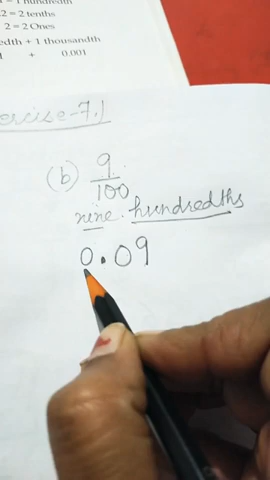 2 = 2 tenths
2 = 2 Ones
edth + 1 thousandth
+ 0.001
ercise-7.1
(b) 9/100
nine. hundredths
0.09